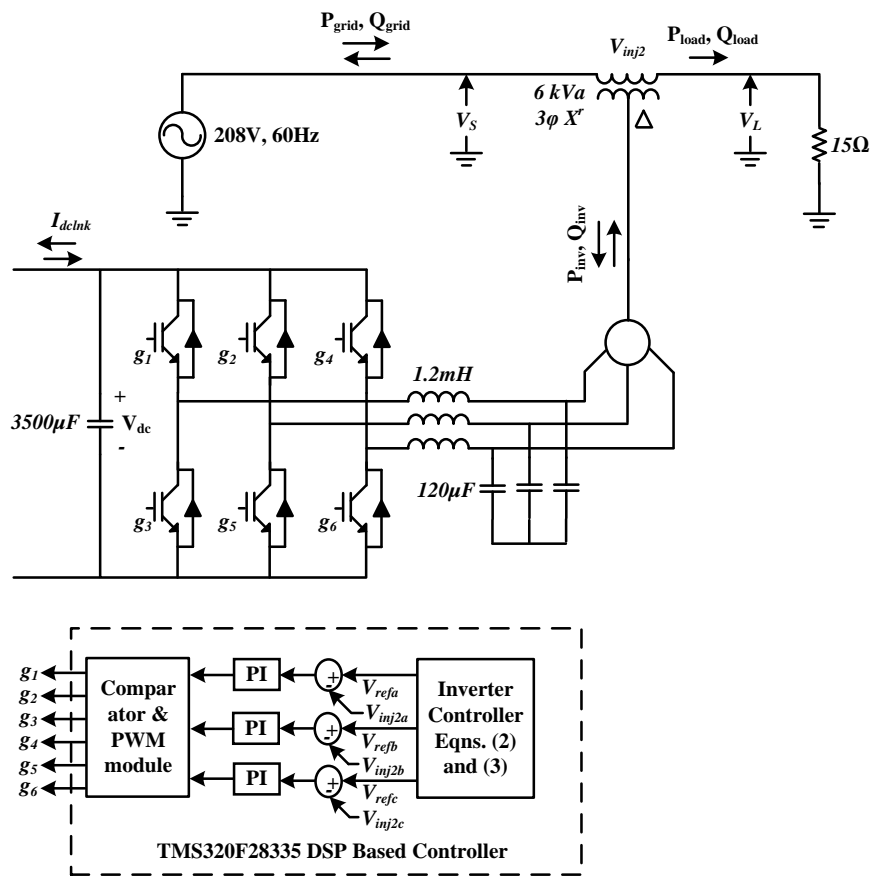 P_grid, Q_grid
V_inj2
P_load, Q_load
6 kVa
3φ X^r
Δ
V_S
V_L
208V, 60Hz
15Ω
I_dclnk
P_inv, Q_inv
g_1
g_2
g_4
1.2mH
3500μF
+
V_dc
-
g_3
g_5
g_6
120μF
g_1
g_2
g_3
g_4
g_5
g_6
Compar
ator &
PWM
module
PI
+
-
V_refa
V_inj2a
PI
+
-
V_refb
V_inj2b
PI
+
-
V_refc
V_inj2c
Inverter
Controller
Eqns. (2)
and (3)
TMS320F28335 DSP Based Controller